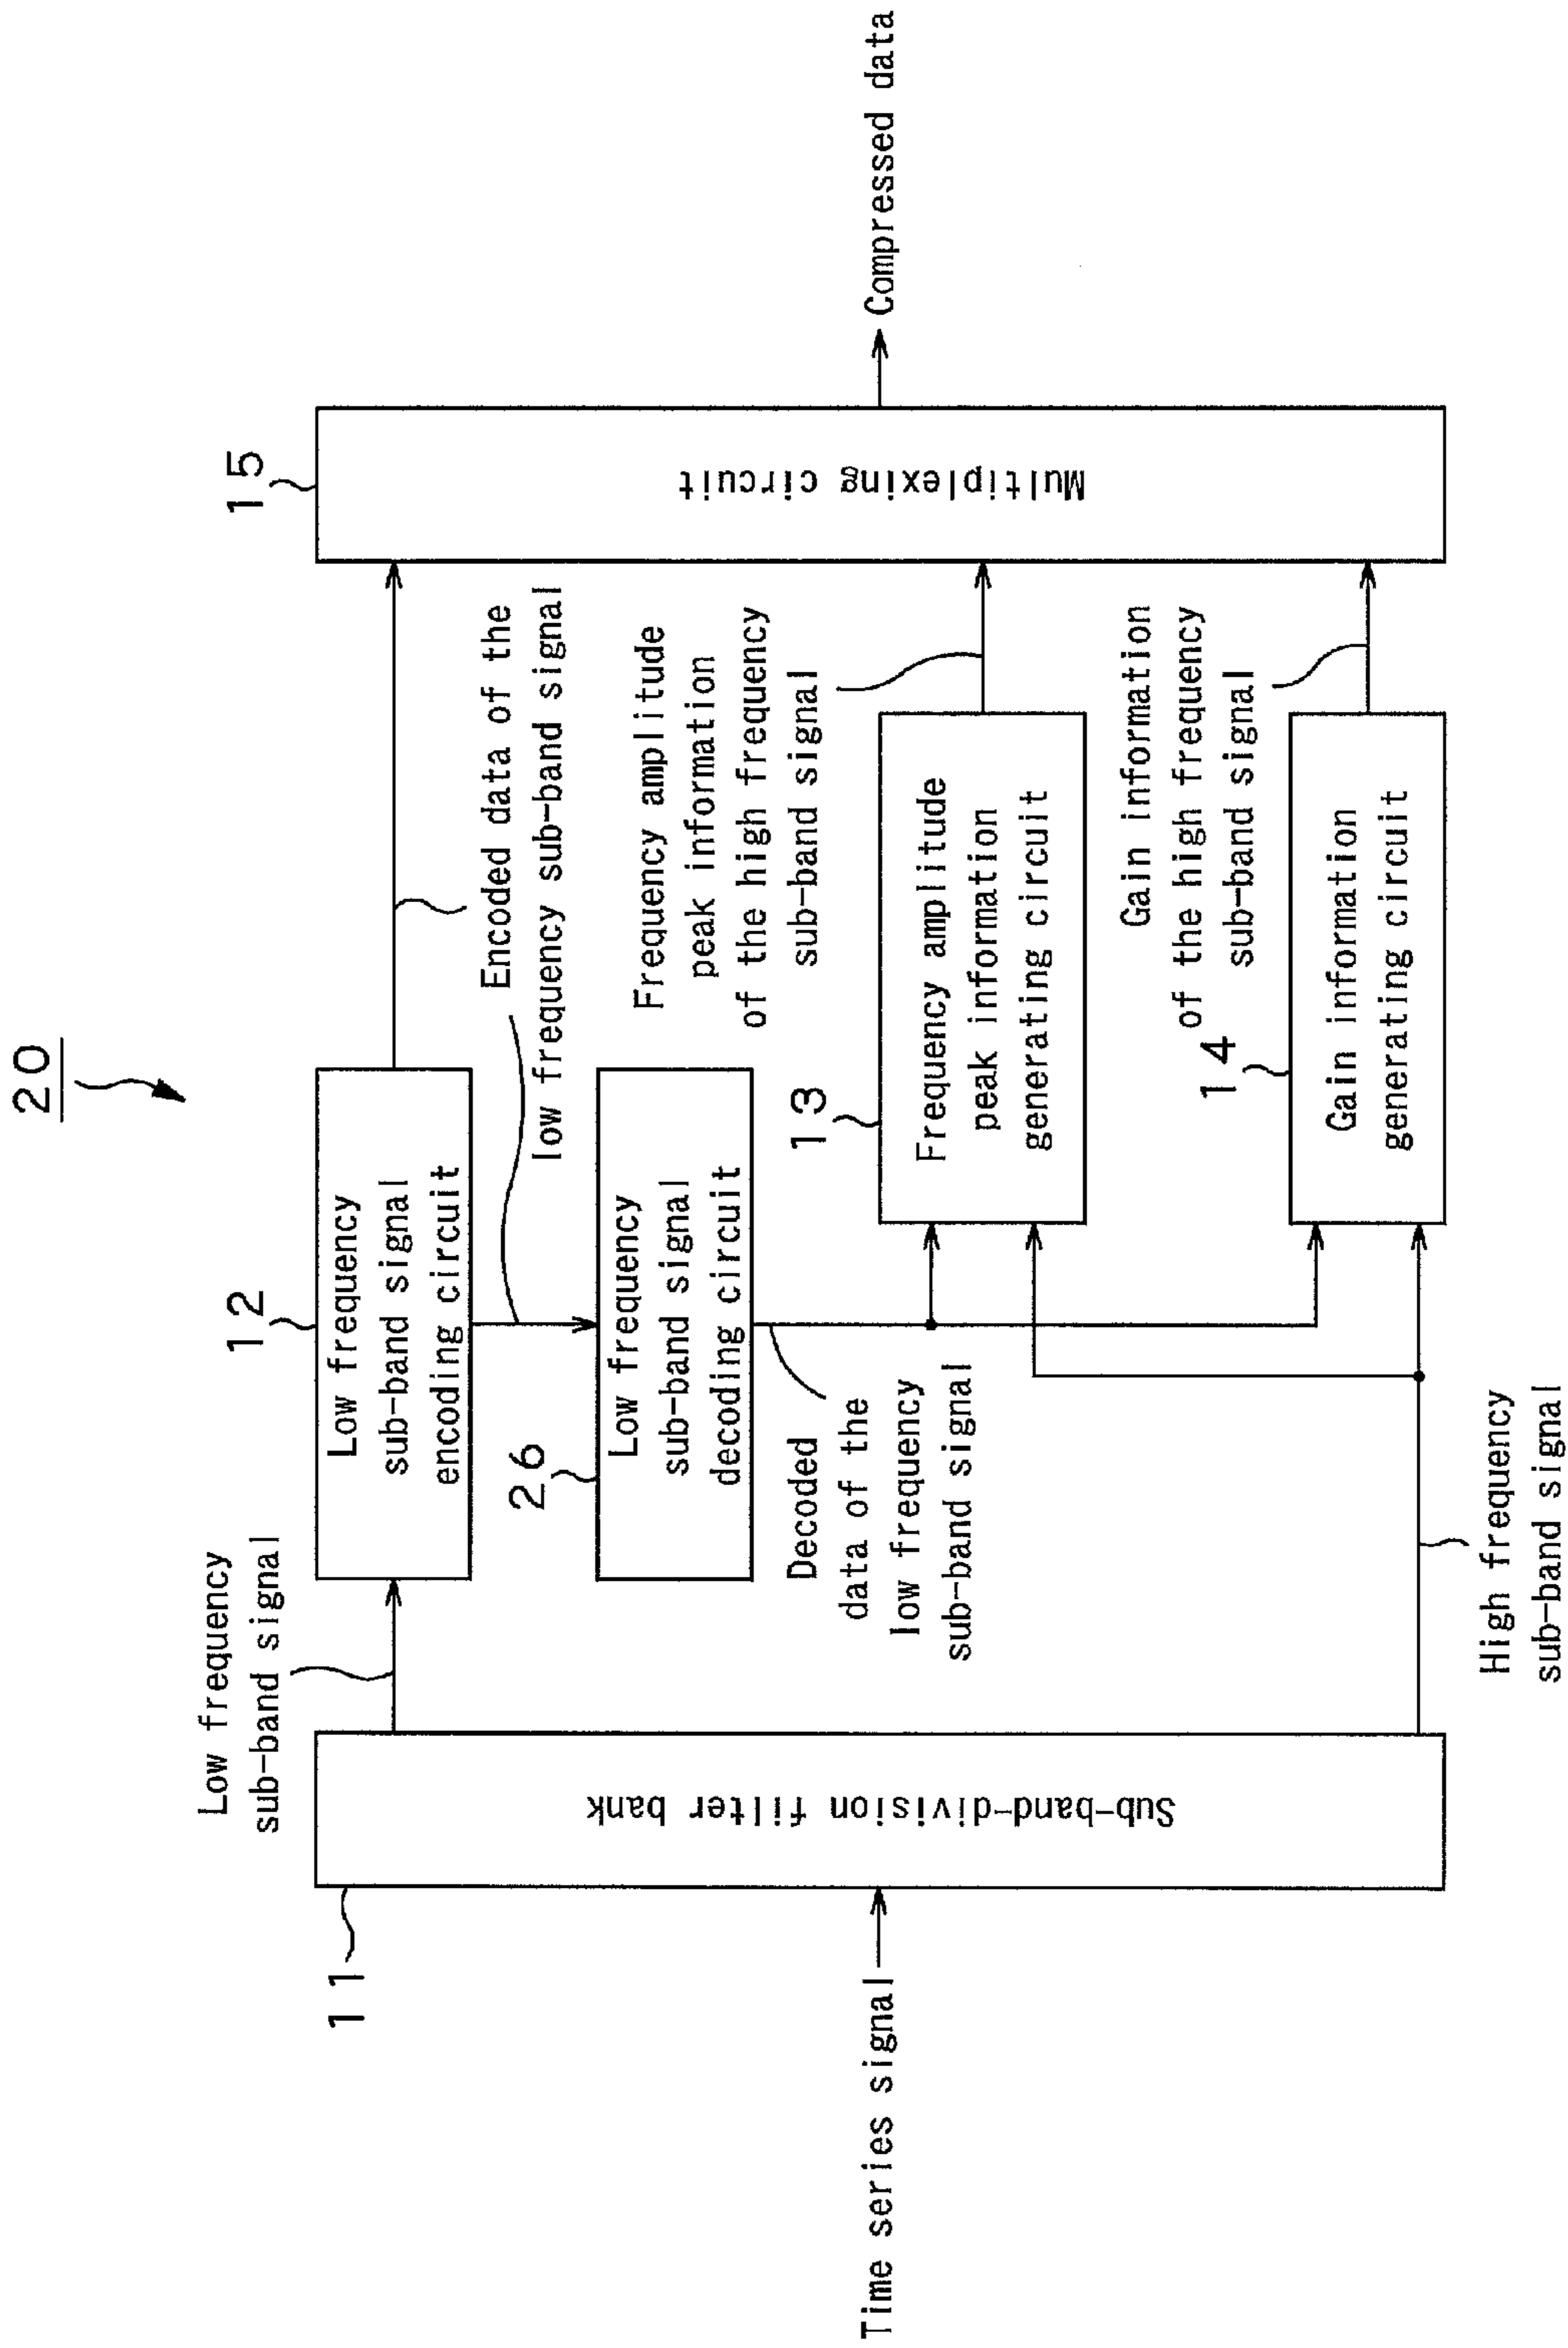 20
Time series signal
11
Sub-band-division filter bank
Low frequency
sub-band signal
12
Low frequency
sub-band signal
encoding circuit
Encoded data of the
low frequency sub-band signal
26
Low frequency
sub-band signal
decoding circuit
Decoded
data of the
low frequency
sub-band signal
High frequency
sub-band signal
13
Frequency amplitude
peak information
generating circuit
Frequency amplitude
peak information
of the high frequency
sub-band signal
14
Gain information
generating circuit
Gain information
of the high frequency
sub-band signal
15
Multiplexing circuit
Compressed data